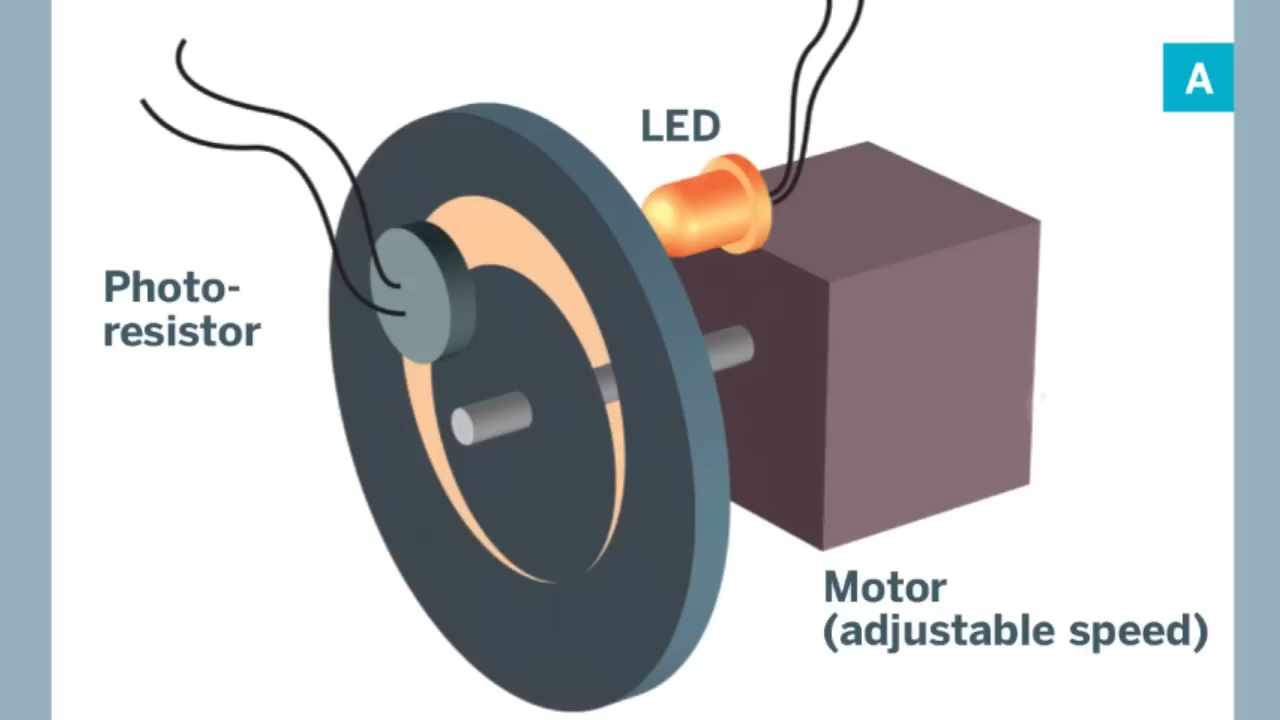 A
LED
Photo-
resistor
Motor
(adjustable speed)